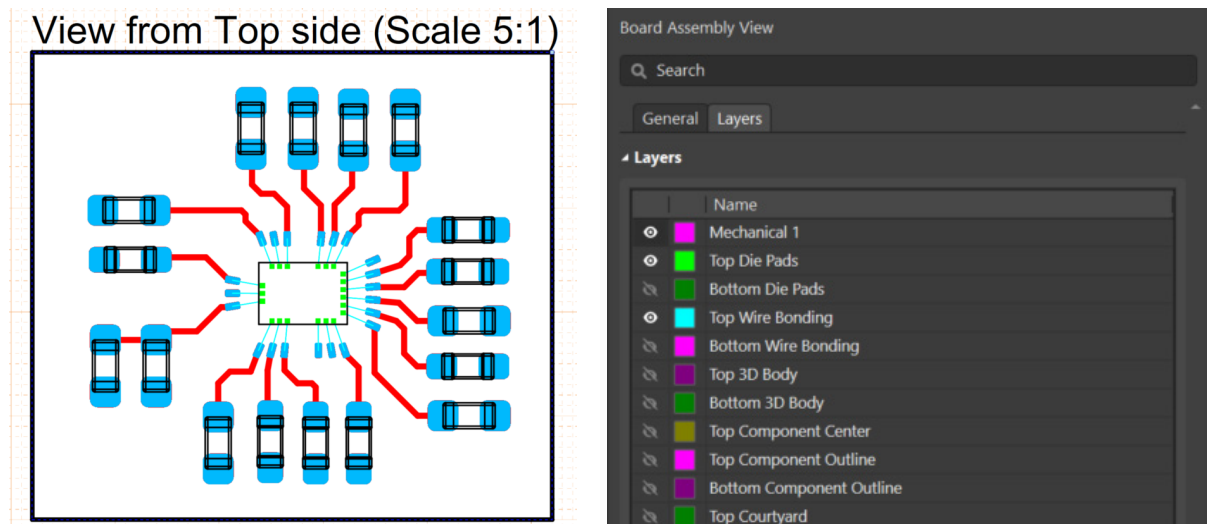 View from Top side (Scale 5:1)
Board Assembly View
Search
General Layers
Layers
Name
Mechanical 1
Top Die Pads
Bottom Die Pads
Top Wire Bonding
Bottom Wire Bonding
Top 3D Body
Bottom 3D Body
Top Component Center
Top Component Outline
Bottom Component Outline
Top Courtyard